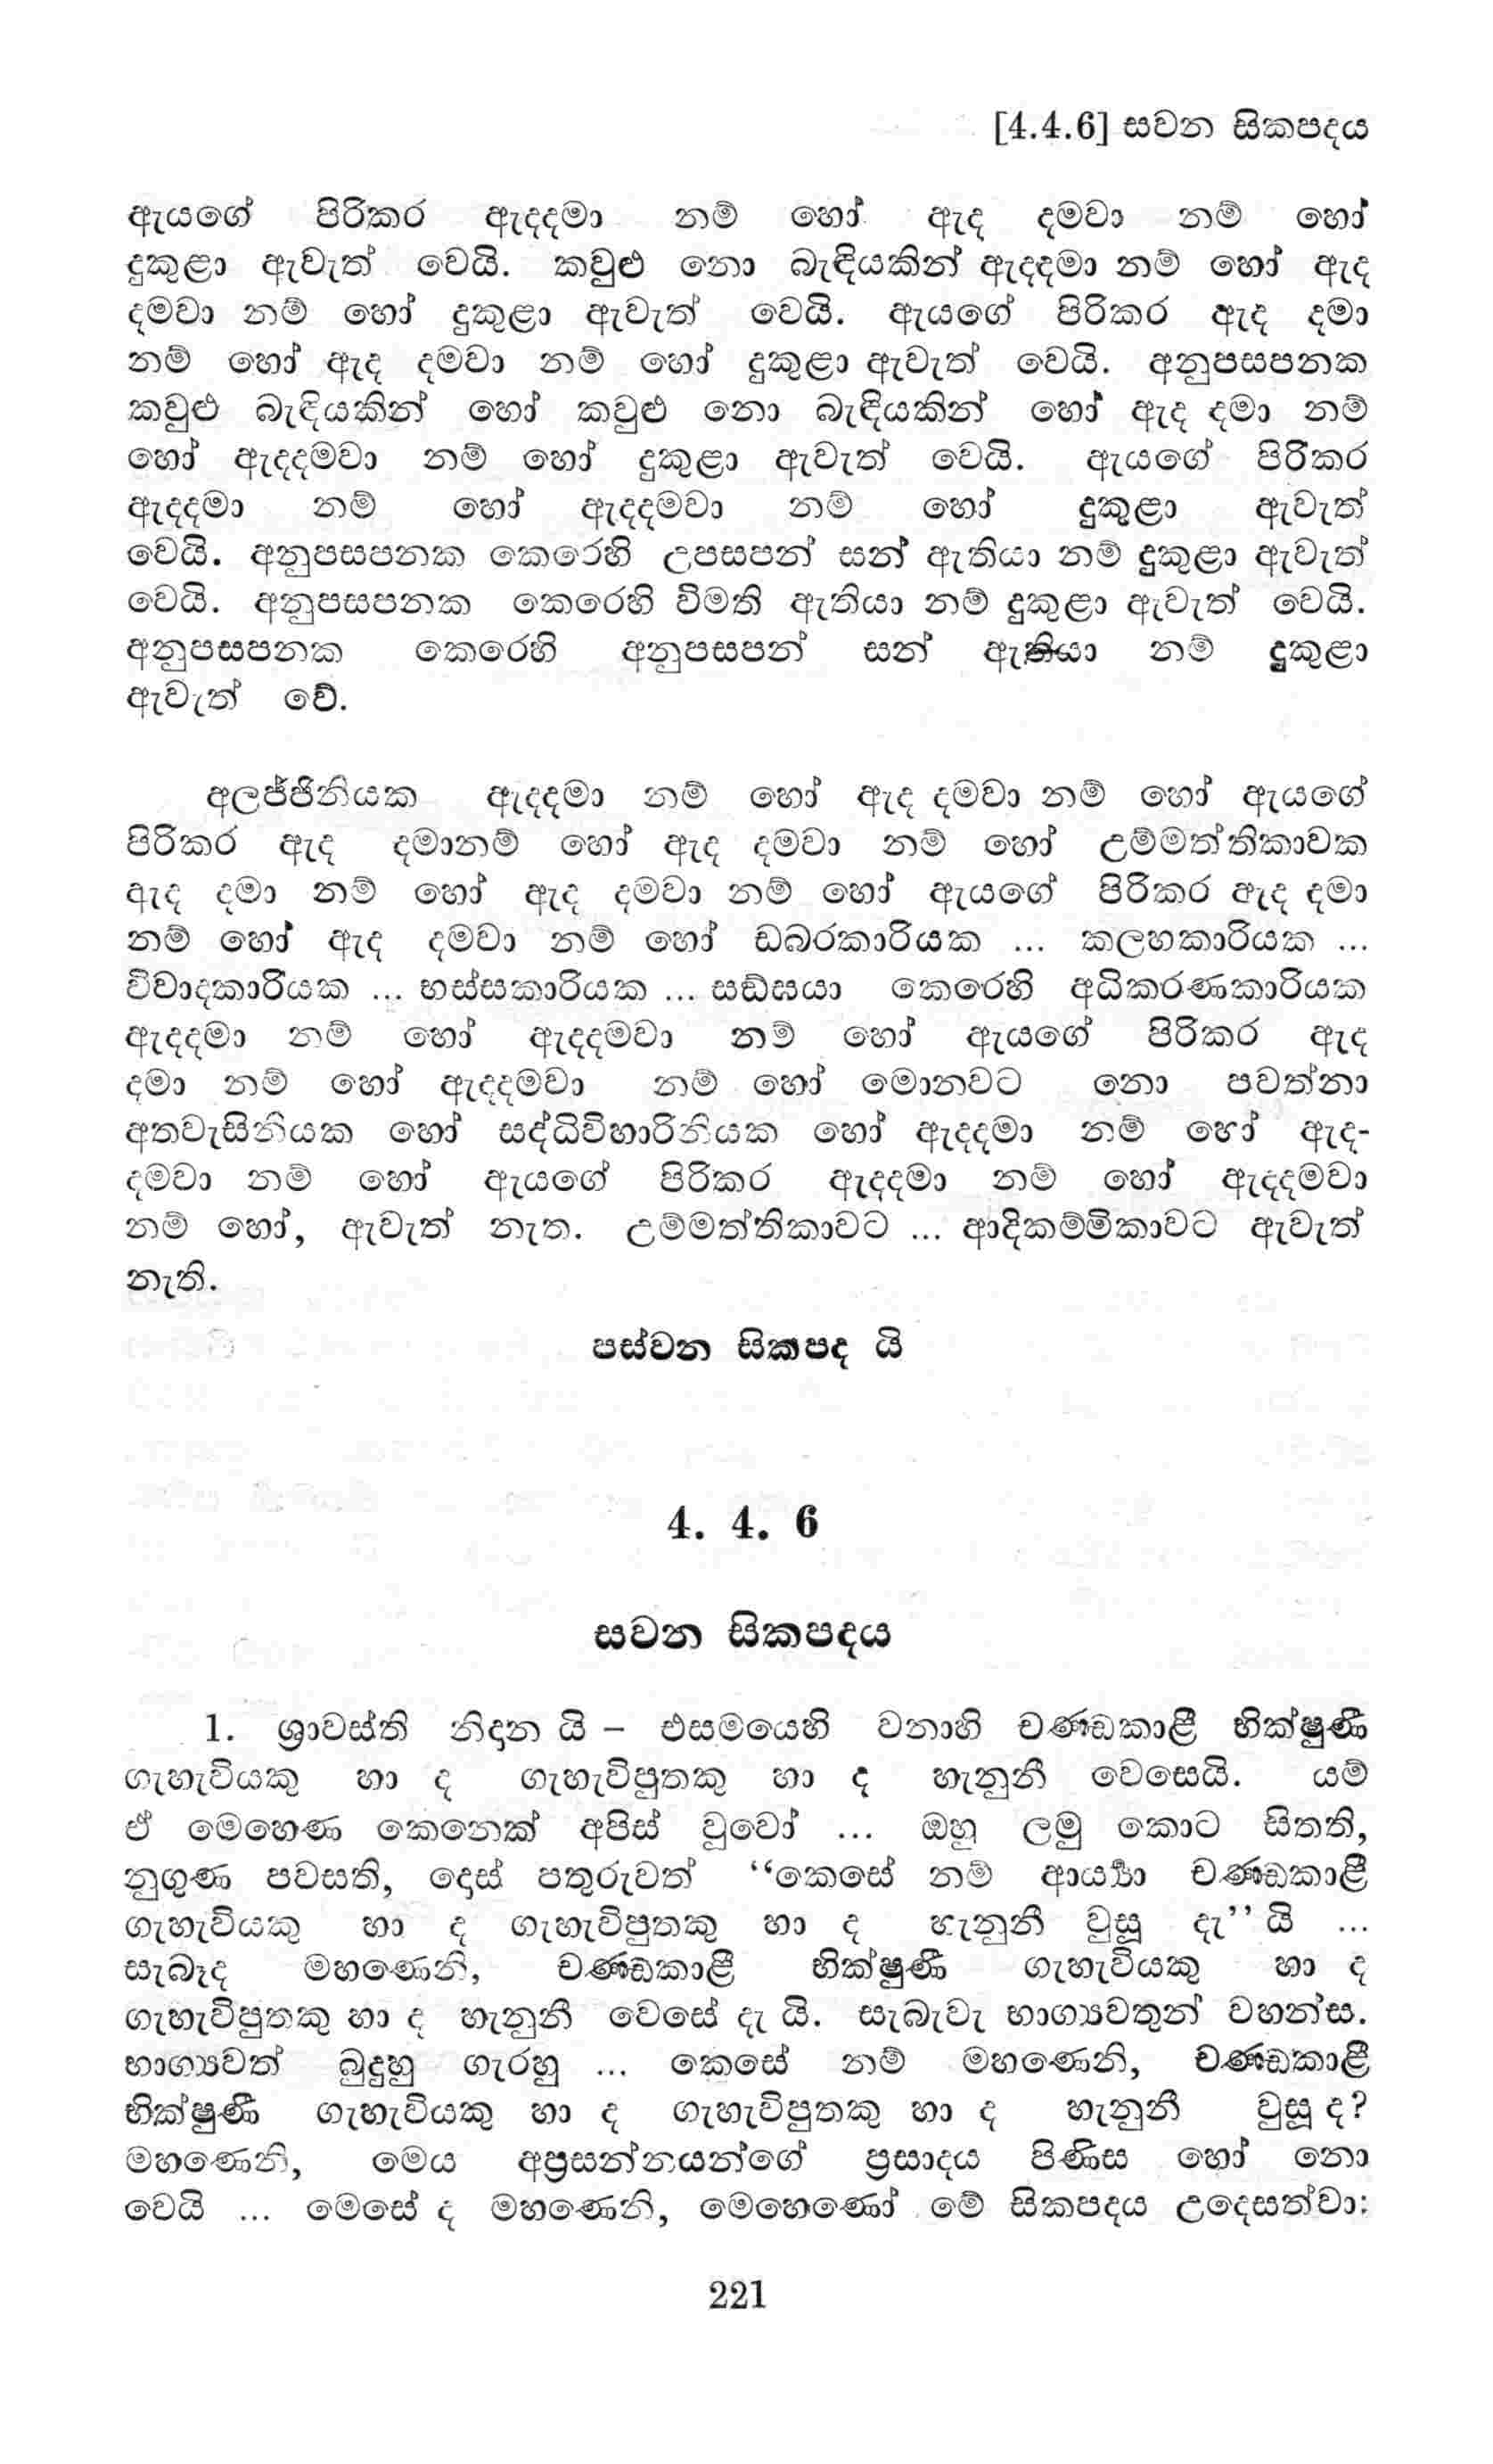 [4.4.6] සවන සිකපදය
ඇයගේ පිරිකර ඇදදමා නම් හෝ ඇද දමවා නම් හෝ
දුකුළා ඇවැත් වෙයි. කවුළු නො බැඳියකින් ඇදදමා නම් හෝ ඇද
දමවා නම් හෝ දුකුළා ඇවැත් වෙයි. ඇයගේ පිරිකර ඇද දමා
නම් හෝ ඇද දමවා නම් හෝ දුකුළා ඇවැත් වෙයි. අනුපසපනක
කවුළු බැඳියකින් හෝ කවුළු නො බැඳියකින් හෝ ඇද දමා නම්
හෝ ඇදදමවා නම් හෝ දුකුළා ඇවැත් වෙයි. ඇයගේ පිරිකර
ඇදදමා නම් හෝ ඇදදමවා නම් හෝ දුකුළා ඇවැත්
වෙයි. අනුපසපනක කෙරෙහි උපසපන් සන් ඇතියා නම් දුකුළා ඇවැත්
වෙයි. අනුපසපනක කෙරෙහි විමති ඇතියා නම් දුකුළා ඇවැත් වෙයි.
අනුපසපනක කෙරෙහි අනුපසපන් සන් ඇතියා නම් දුකුළා
ඇවැත් වේ.
අලජ්ජිනියක ඇදදමා නම් හෝ ඇද දමවා නම් හෝ ඇයගේ
පිරිකර ඇද දමානම් හෝ ඇද දමවා නම් හෝ උම්මත්තිකාවක
ඇද දමා නම් හෝ ඇද දමවා නම් හෝ ඇයගේ පිරිකර ඇද දමා
නම් හෝ ඇද දමවා නම් හෝ ඩබරකාරියක ... කලහකාරියක ...
විවාදකාරියක ... භස්සකාරියක ... සඬ්ඝයා කෙරෙහි අධිකරණකාරියක
ඇදදමා නම් හෝ ඇදදමවා නම් හෝ ඇයගේ පිරිකර ඇද
දමා නම් හෝ ඇදදමවා නම් හෝ මොනවට නො පවත්නා
අතවැසිනියක හෝ සද්ධිවිහාරිනියක හෝ ඇදදමා නම් හෝ ඇද-
දමවා නම් හෝ ඇයගේ පිරිකර ඇදදමා නම් හෝ ඇදදමවා
නම් හෝ, ඇවැත් නැත. උම්මත්තිකාවට ... ආදිකම්මිකාවට ඇවැත්
නැති.
පස්වන සිකපද යි
4. 4. 6
සවන සිකපදය
1. ශ්‍රාවස්ති නිදාන යි – එසමයෙහි වනාහි චණ්ඩකාළී භික්ෂුණී
ගැහැවියකු හා ද ගැහැවිපුතකු හා ද හැනුනී වෙසෙයි. යම්
ඒ මෙහෙණ කෙනෙක් අපිස් වූවෝ ... ඔහු ලමු කොට සිතති,
නුගුණ පවසති, දොස් පතුරුවත් “කෙසේ නම් ආර්‍ය්‍යා චණ්ඩකාළී
ගැහැවියකු හා ද ගැහැවිපුතකු හා ද හැනුනී වුසූ දැ” යි ...
සැබෑද මහණෙනි, චණ්ඩකාළී භික්ෂුණී ගැහැවියකු හා ද
ගැහැවිපුතකු හා ද හැනුනී වෙසේ දැ යි. සැබැවැ භාග්‍යවතුන් වහන්ස.
භාග්‍යවත් බුදුහු ගැරහූ ... කෙසේ නම් මහණෙනි, චණ්ඩකාළී
භික්ෂුණී ගැහැවියකු හා ද ගැහැවිපුතකු හා ද හැනුනී වුසූ ද?
මහණෙනි, මෙය අප්‍රසන්නයන්ගේ ප්‍රසාදය පිණිස හෝ නො
වෙයි ... මෙසේ ද මහණෙනි, මෙහෙණෝ මේ සිකපදය උදෙසත්වා:
221